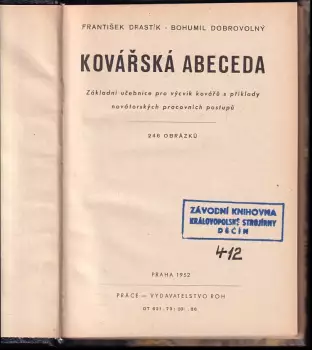 FRANTIŠEK DRASTÍK - BOHUMIL DOBROVOLNÝ
KOVÁŘSKÁ ABECEDA
Základní učebnice pro výcvik kovářů s příklady
novátorských pracovních postupů
248 OBRÁZKŮ
ZÁVODNÍ KNIHOVNA
KRÁLOVOPOLSKÉ STROJÍRNY
DĚČÍN
412
PRAHA 1952
PRÁCE — VYDAVATELSTVO ROH